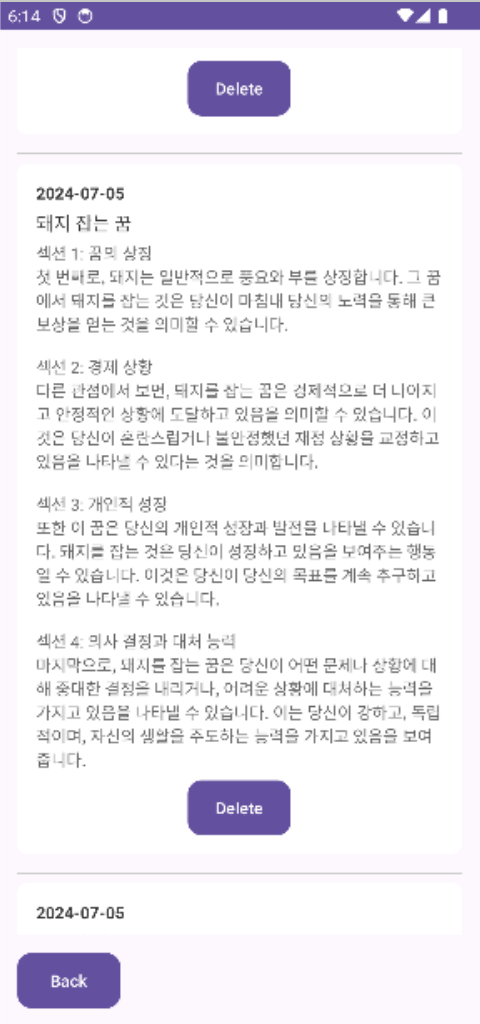 6:14
Delete
2024-07-05
돼지 잡는 꿈
섹션 1: 꿈의 상징
첫 번째로, 돼지는 일반적으로 풍요와 부를 상징합니다. 그 꿈
에서 돼지를 잡는 것은 당신이 마침내 당신의 노력을 통해 큰
보상을 얻는 것을 의미할 수 있습니다.
섹션 2: 경제 상황
다른 관점에서 보면, 돼지를 잡는 꿈은 경제적으로 더 나아지
고 안정적인 상황에 도달하고 있음을 의미할 수 있습니다. 이
것은 당신이 혼란스럽거나 불안정했던 재정 상황을 교정하고
있음을 나타낼 수 있다는 것을 의미합니다.
섹션 3: 개인적 성장
또한 이 꿈은 당신의 개인적 성장과 발전을 나타낼 수 있습니
다. 돼지를 잡는 것은 당신이 성장하고 있음을 보여주는 행동
일 수 있습니다. 이것은 당신이 당신의 목표를 계속 추구하고
있음을 나타낼 수 있습니다.
섹션 4: 의사 결정과 대처 능력
마지막으로, 돼지를 잡는 꿈은 당신이 어떤 문제나 상황에 대
해 중대한 결정을 내리거나, 어려운 상황에 대처하는 능력을
가지고 있음을 나타낼 수 있습니다. 이는 당신이 강하고, 독립
적이며, 자신의 생활을 주도하는 능력을 가지고 있음을 보여
줍니다.
Delete
2024-07-05
Back